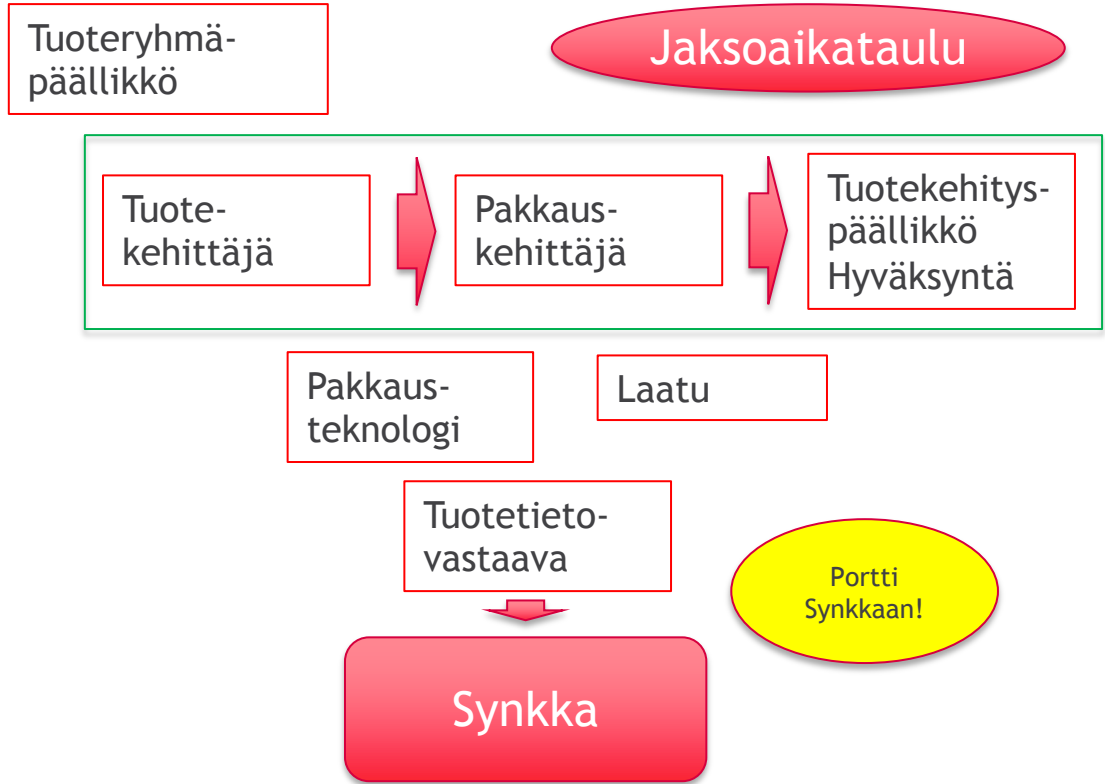 Tuoteryhmä-
päällikkö
Jaksoaikataulu
Tuote-
kehittäjä
Pakkaus-
kehittäjä
Tuotekehitys-
päällikkö
Hyväksyntä
Pakkaus-
teknologi
Laatu
Tuotetieto-
vastaava
Portti
Synkkaan!
Synkka